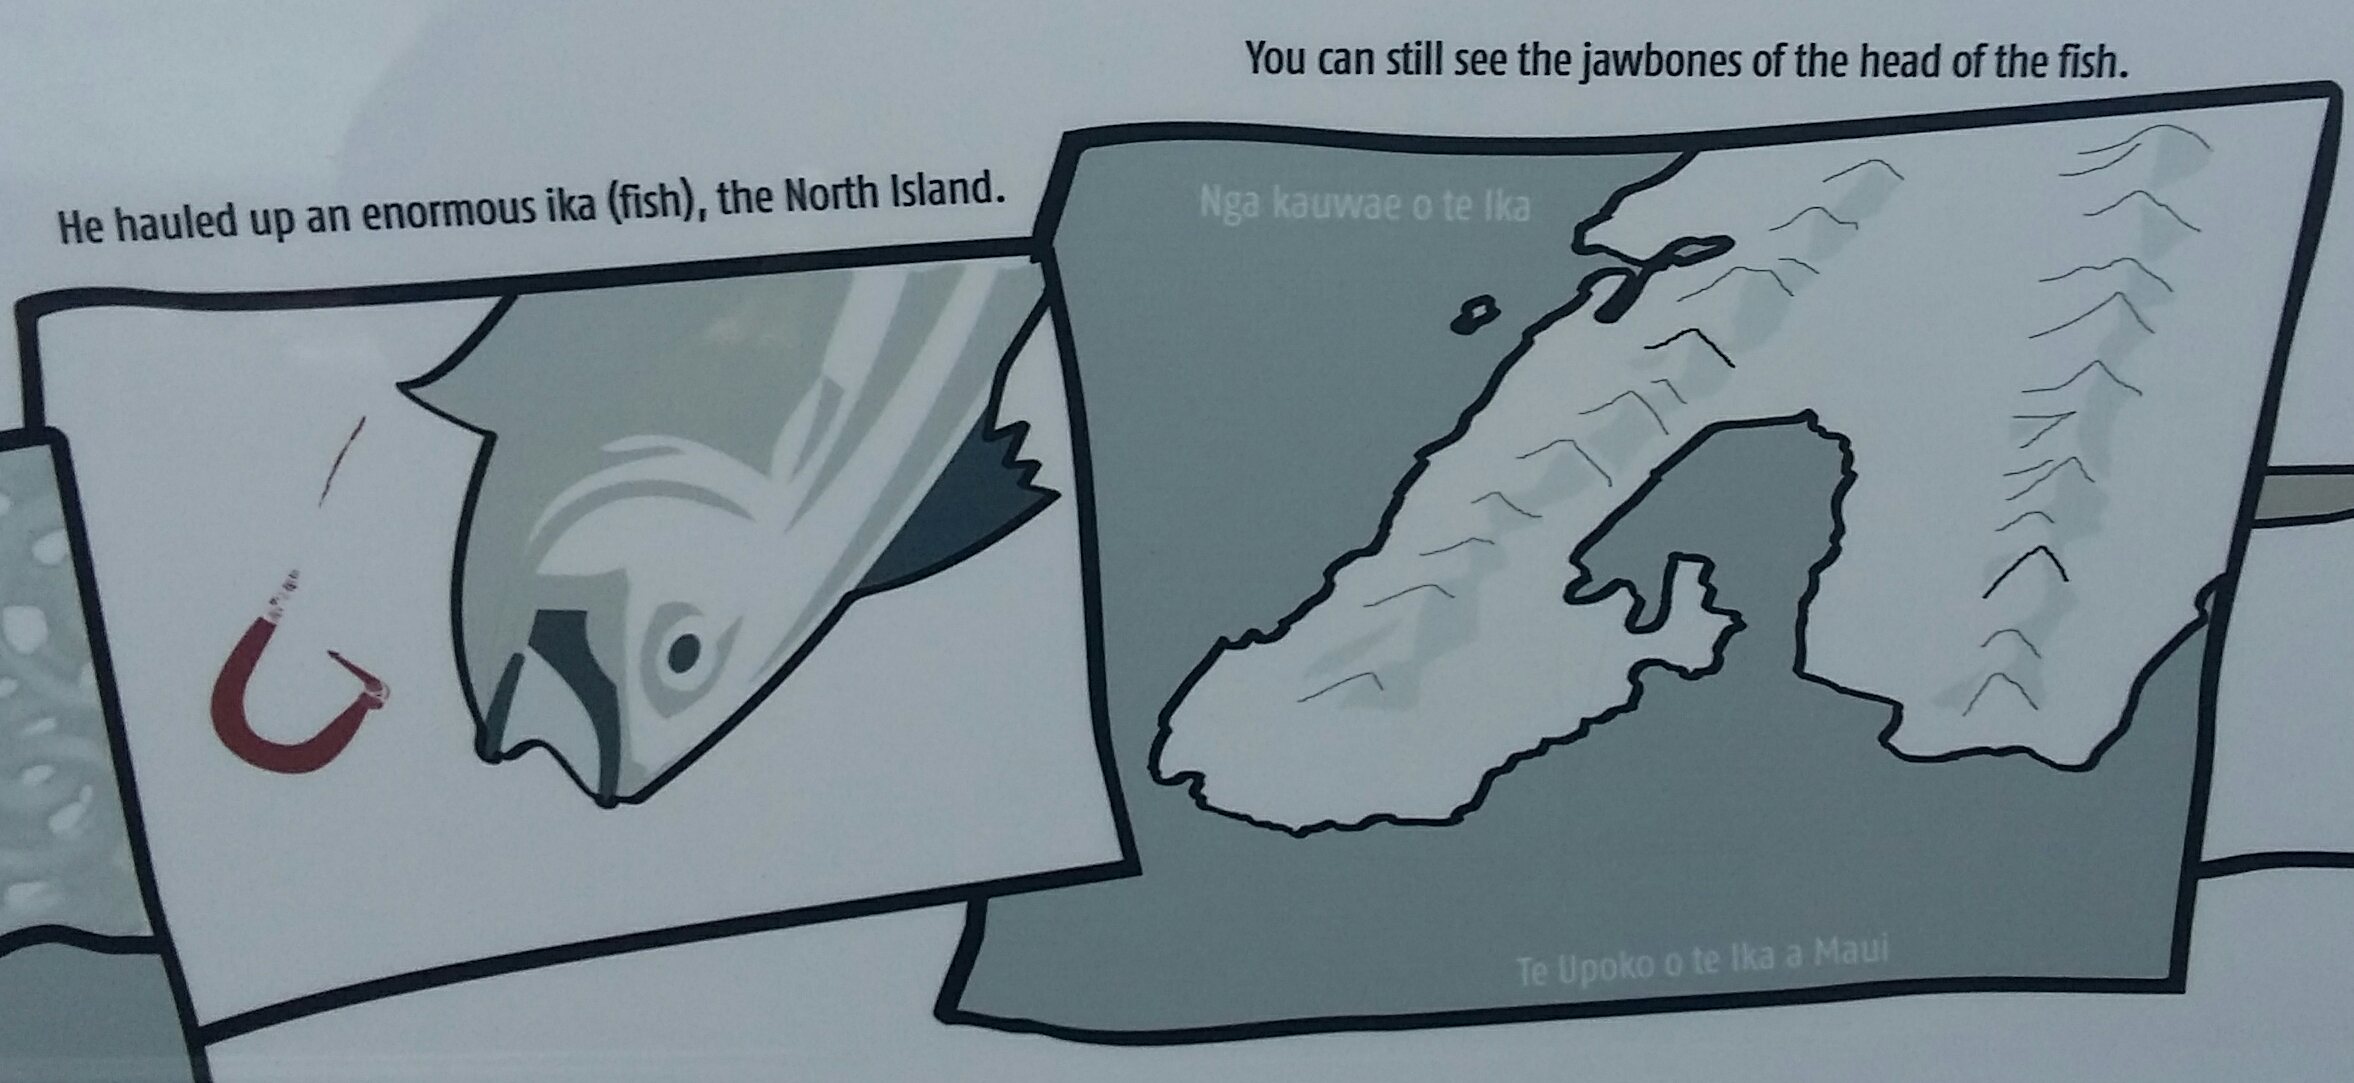 You can still see the jawbones of the head of the fish.
He hauled up an enormous ika (fish), the North Island.
Nga kauwae o te Ika
Te Upoko o te Ika a Maui